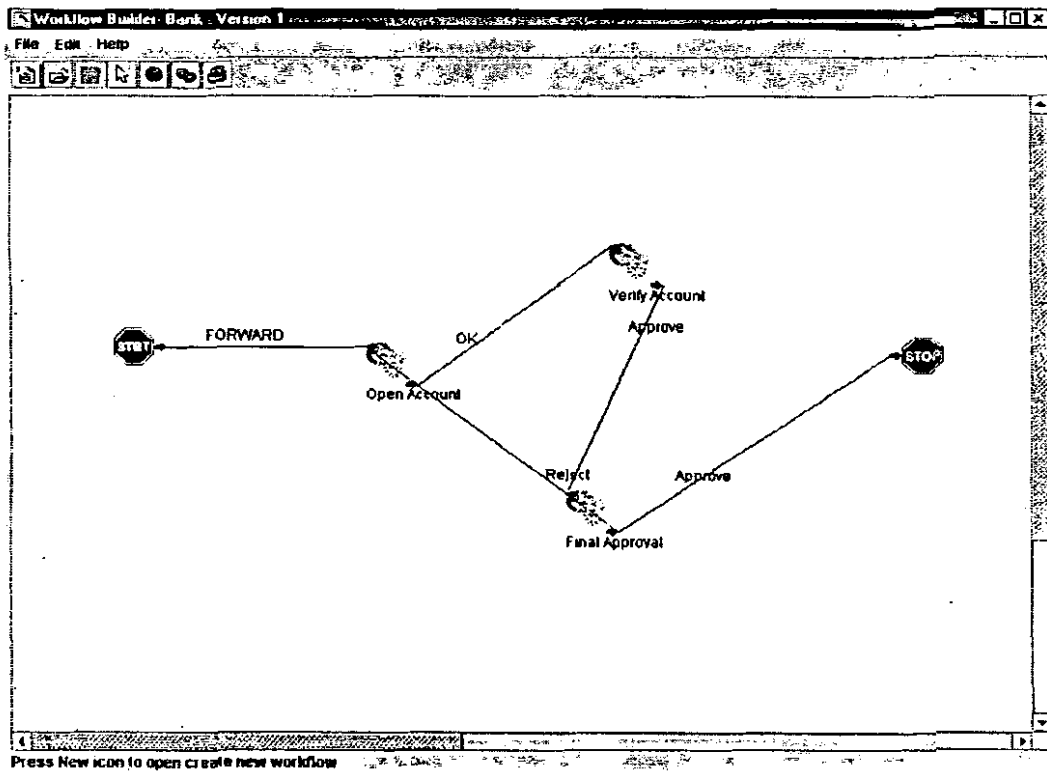 Workflow Builder- Bank - Version 1
File Edit Help
Verify Account
Approve
FORWARD
OK
START
STOP
Open Account
Reject
Approve
Final Approval
Press New icon to open create new workflow